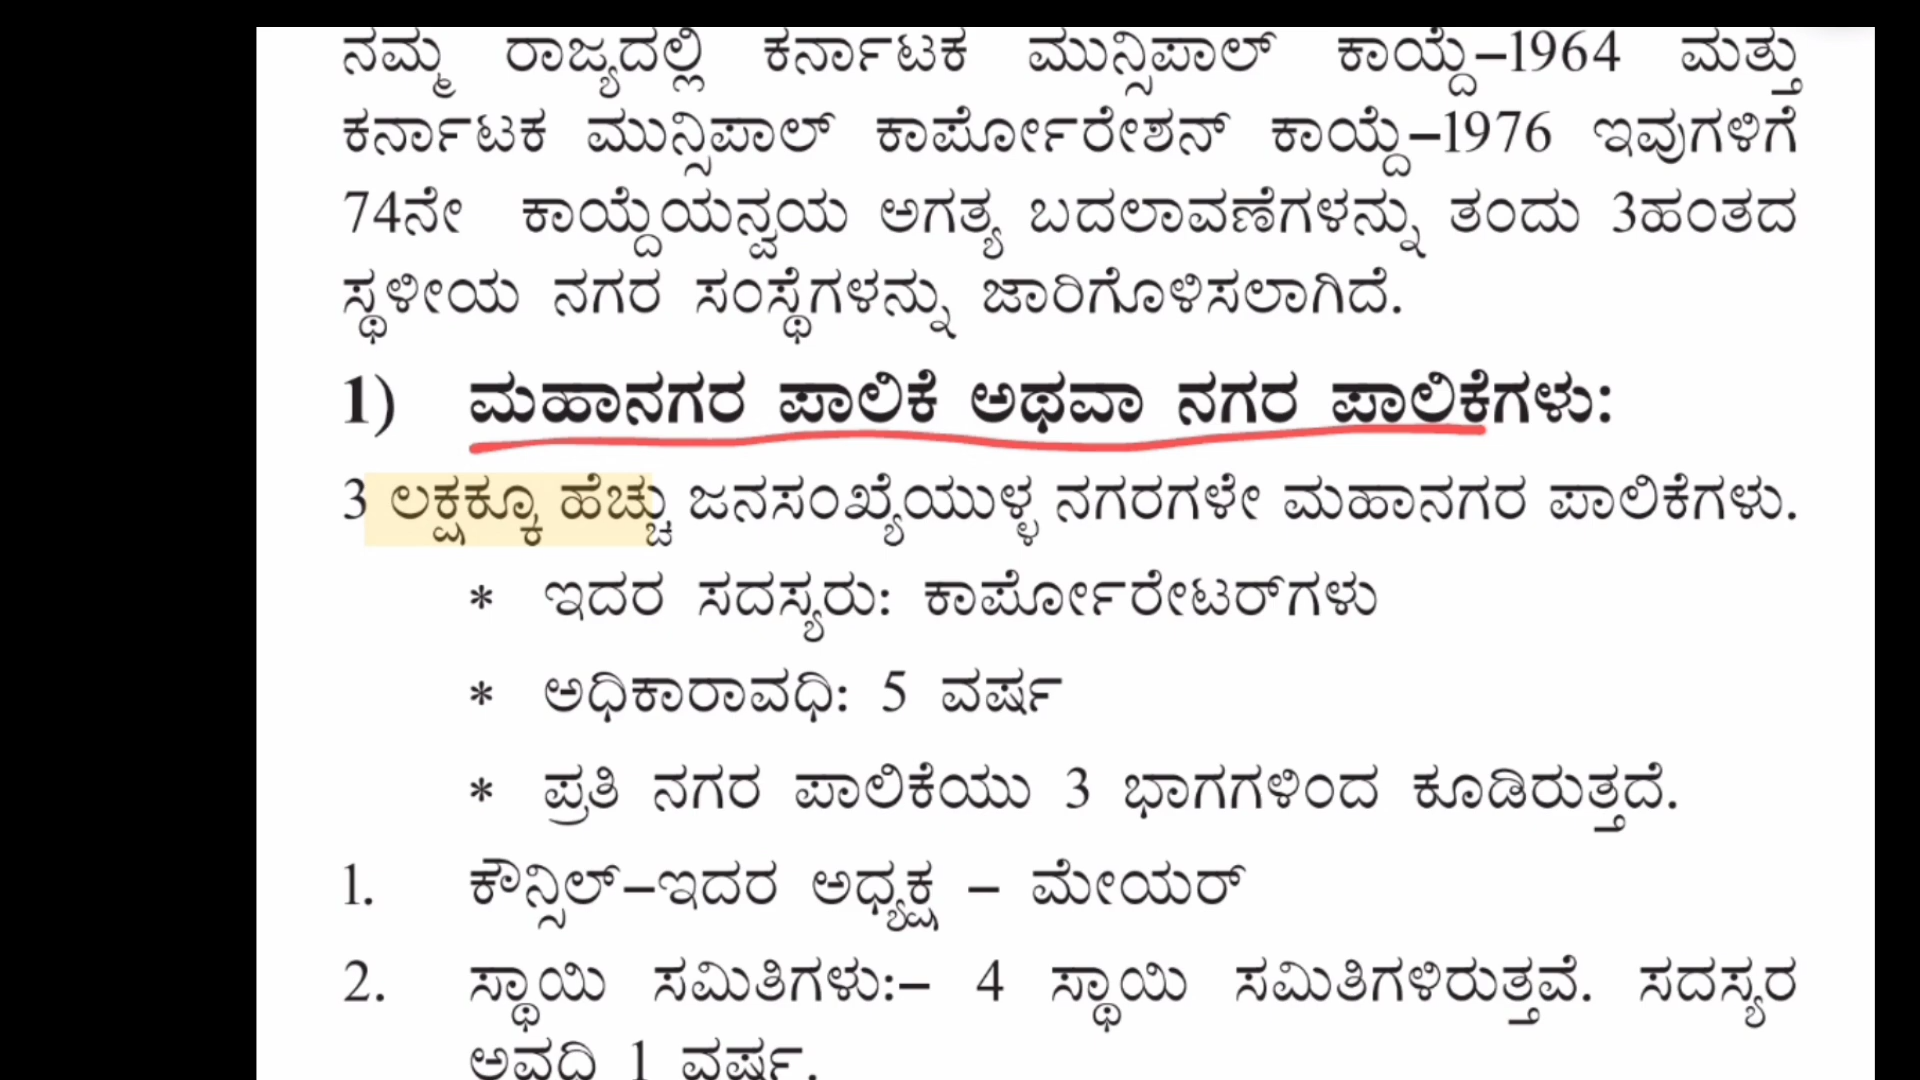 ನಮ್ಮ ರಾಜ್ಯದಲ್ಲಿ ಕರ್ನಾಟಕ ಮುನ್ಸಿಪಾಲ್ ಕಾಯ್ದೆ–1964 ಮತ್ತು
ಕರ್ನಾಟಕ ಮುನ್ಸಿಪಾಲ್ ಕಾರ್ಪೋರೇಶನ್ ಕಾಯ್ದೆ–1976 ಇವುಗಳಿಗೆ
74ನೇ ಕಾಯ್ದೆಯನ್ವಯ ಅಗತ್ಯ ಬದಲಾವಣೆಗಳನ್ನು ತಂದು 3ಹಂತದ
ಸ್ಥಳೀಯ ನಗರ ಸಂಸ್ಥೆಗಳನ್ನು ಜಾರಿಗೊಳಿಸಲಾಗಿದೆ.
1) ಮಹಾನಗರ ಪಾಲಿಕೆ ಅಥವಾ ನಗರ ಪಾಲಿಕೆಗಳು:
3 ಲಕ್ಷಕ್ಕೂ ಹೆಚ್ಚು ಜನಸಂಖ್ಯೆಯುಳ್ಳ ನಗರಗಳೇ ಮಹಾನಗರ ಪಾಲಿಕೆಗಳು.
* ಇದರ ಸದಸ್ಯರು: ಕಾರ್ಪೋರೇಟರ್‌ಗಳು
* ಅಧಿಕಾರಾವಧಿ: 5 ವರ್ಷ
* ಪ್ರತಿ ನಗರ ಪಾಲಿಕೆಯು 3 ಭಾಗಗಳಿಂದ ಕೂಡಿರುತ್ತದೆ.
1. ಕೌನ್ಸಿಲ್–ಇದರ ಅಧ್ಯಕ್ಷ – ಮೇಯರ್
2. ಸ್ಥಾಯಿ ಸಮಿತಿಗಳು:– 4 ಸ್ಥಾಯಿ ಸಮಿತಿಗಳಿರುತ್ತವೆ. ಸದಸ್ಯರ
ಅವಧಿ 1 ವರ್ಷ.